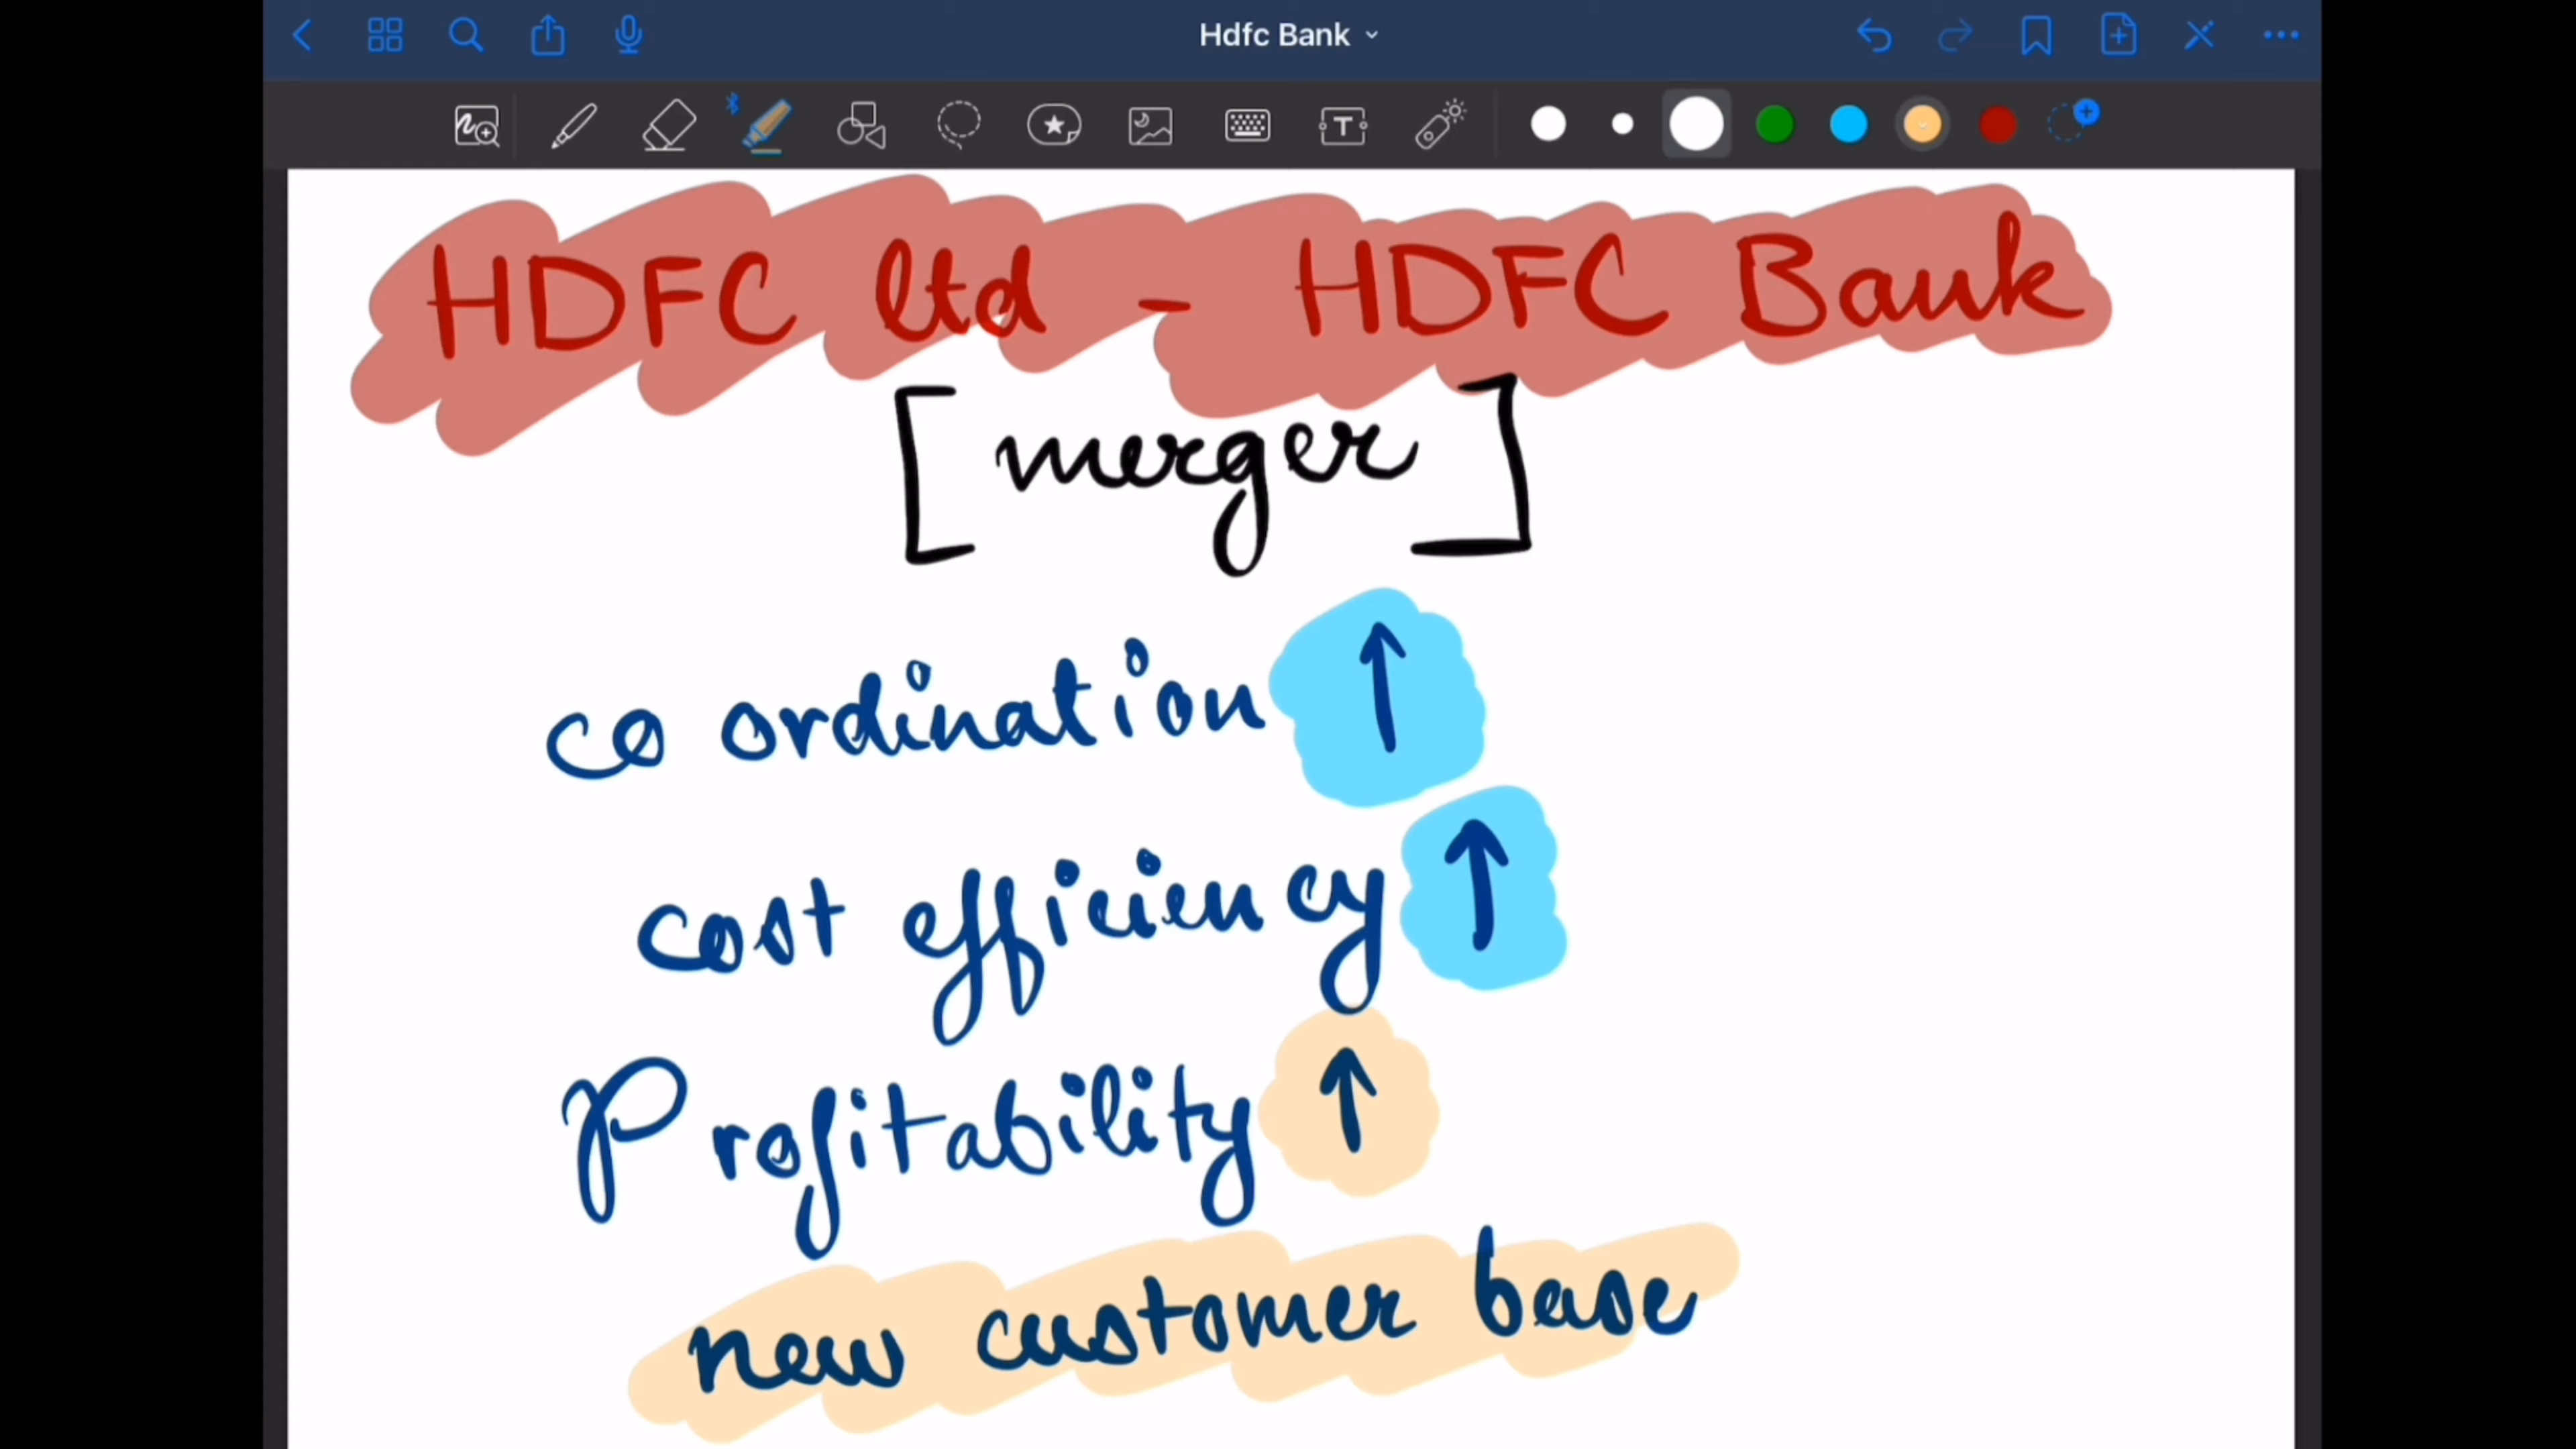 Hdfc Bank
HDFC ltd - HDFC Bank
[merger]
co ordination ↑
cost efficiency ↑
Profitability ↑
new customer base